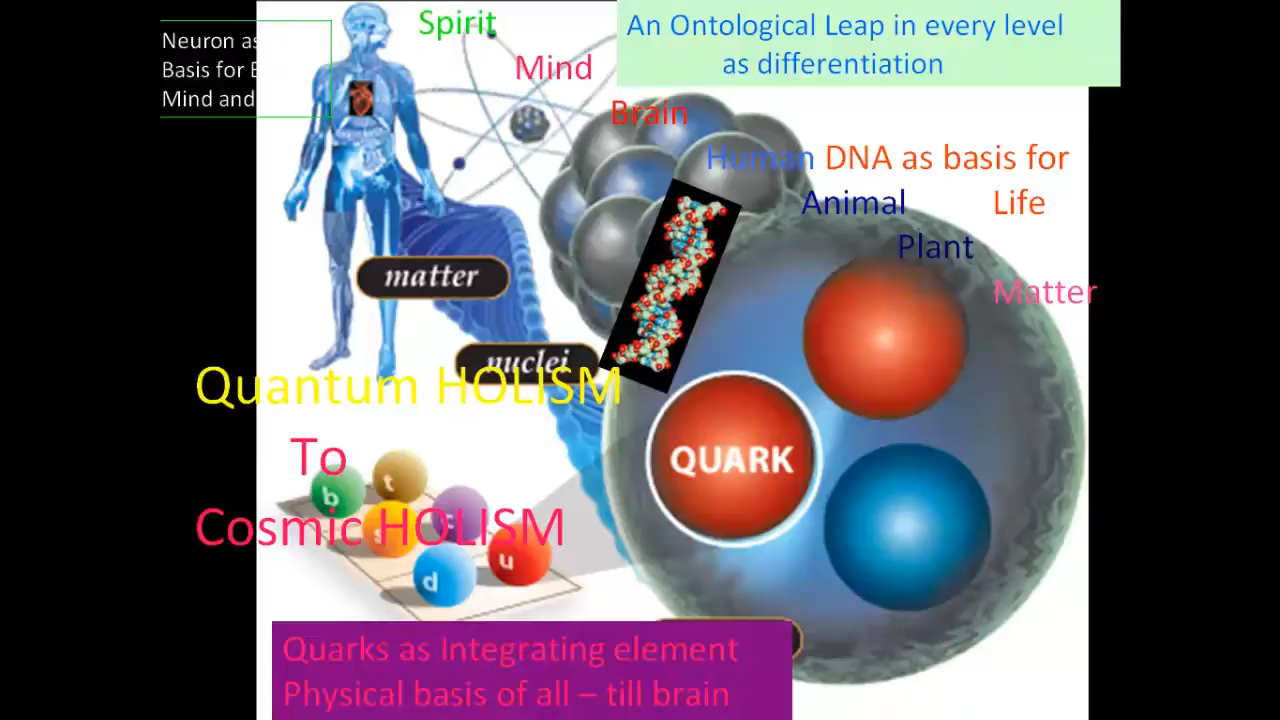 Neuron as
Basis for
Mind and
Spirit
Mind
Brain
Human
Animal
Plant
Matter
An Ontological Leap in every level
as differentiation
DNA as basis for
Life
matter
nuclei
Quantum HOLISM
To
Cosmic HOLISM
QUARK
b
t
s
c
d
u
Quarks as Integrating element
Physical basis of all – till brain